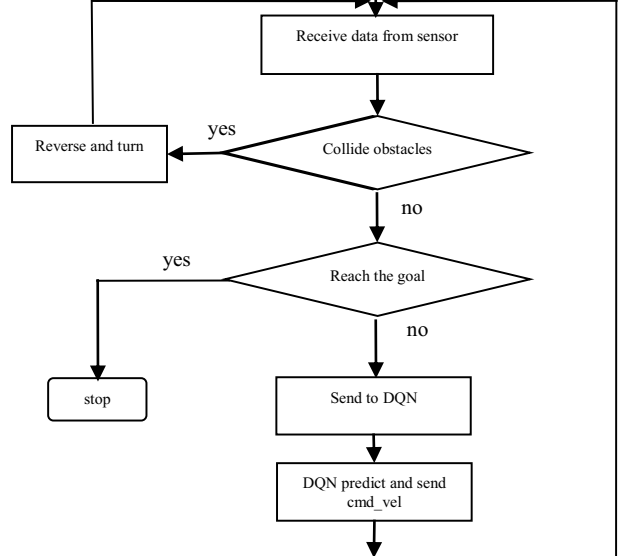 Receive data from sensor
yes
Reverse and turn
Collide obstacles
no
yes
Reach the goal
no
stop
Send to DQN
DQN predict and send
cmd_vel